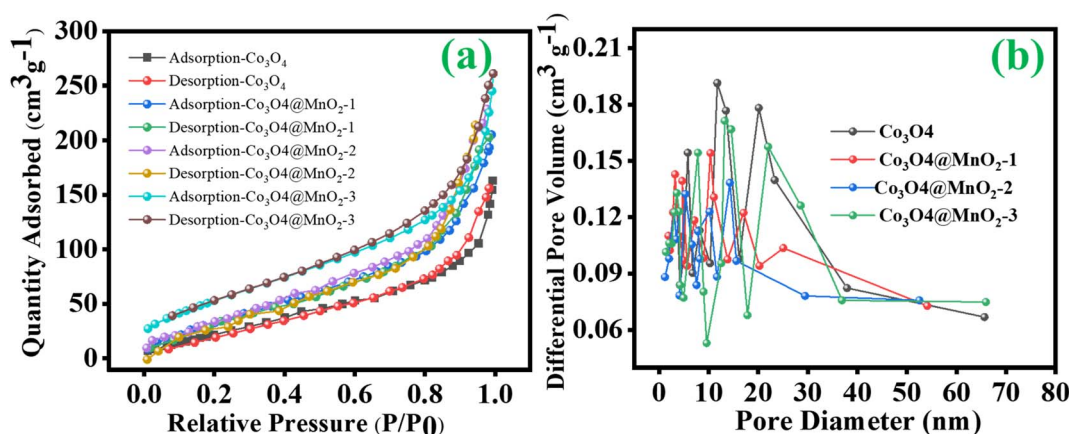 (a)
Quantity Adsorbed (cm³g⁻¹)
300
250
200
150
100
50
0
Adsorption-Co₃O₄
Desorption-Co₃O₄
Adsorption-Co₃O4@MnO₂-1
Desorption-Co₃O4@MnO₂-1
Adsorption-Co₃O4@MnO₂-2
Desorption-Co₃O4@MnO₂-2
Adsorption-Co₃O4@MnO₂-3
Desorption-Co₃O4@MnO₂-3
0.0 0.2 0.4 0.6 0.8 1.0
Relative Pressure (P/P0)
(b)
Differential Pore Volume (cm³ g⁻¹)
0.21
0.18
0.15
0.12
0.09
0.06
Co₃O4
Co₃O4@MnO₂-1
Co₃O4@MnO₂-2
Co₃O4@MnO₂-3
0 10 20 30 40 50 60 70 80
Pore Diameter (nm)